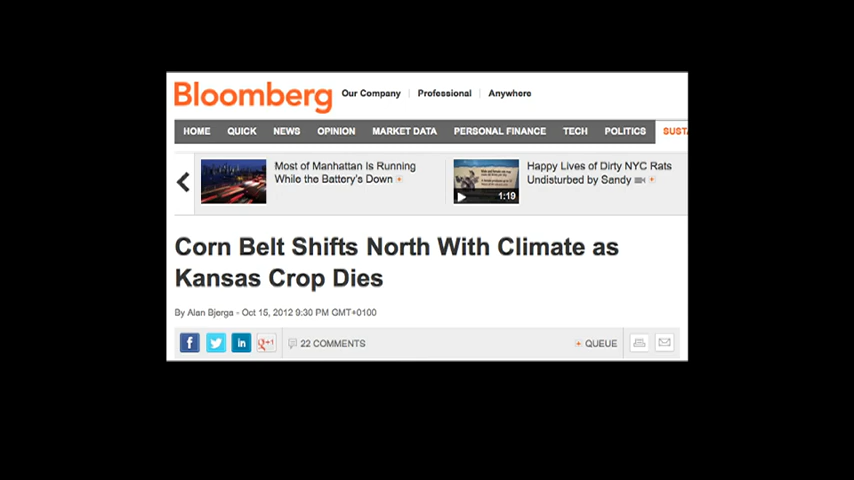 Bloomberg
Our Company | Professional | Anywhere
HOME QUICK NEWS OPINION MARKET DATA PERSONAL FINANCE TECH POLITICS SUSTA
Most of Manhattan Is Running
While the Battery's Down
Happy Lives of Dirty NYC Rats
Undisturbed by Sandy
1:19
Corn Belt Shifts North With Climate as
Kansas Crop Dies
By Alan Bjerga - Oct 15, 2012 9:30 PM GMT+0100
f in g+1 22 COMMENTS + QUEUE